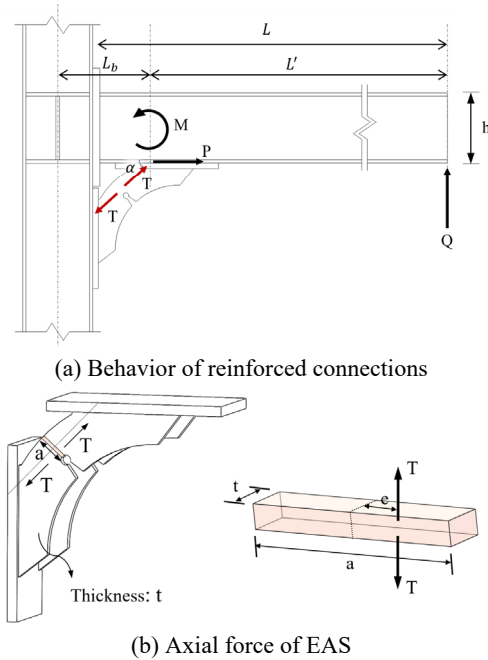 L
L_b
L′
M
h
P
α
T
T
Q
(a) Behavior of reinforced connections
T
a
T
T
t
e
a
T
Thickness: t
(b) Axial force of EAS